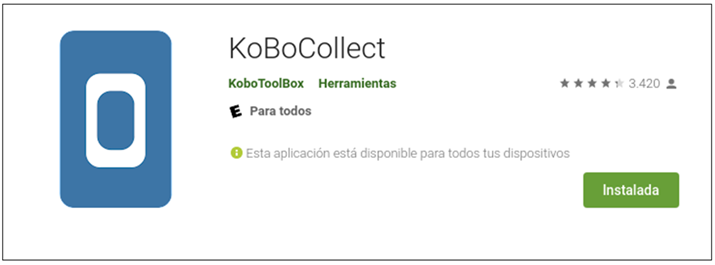 KoBoCollect
KoboToolBox Herramientas 3.420
E Para todos
Esta aplicación está disponible para todos tus dispositivos
Instalada